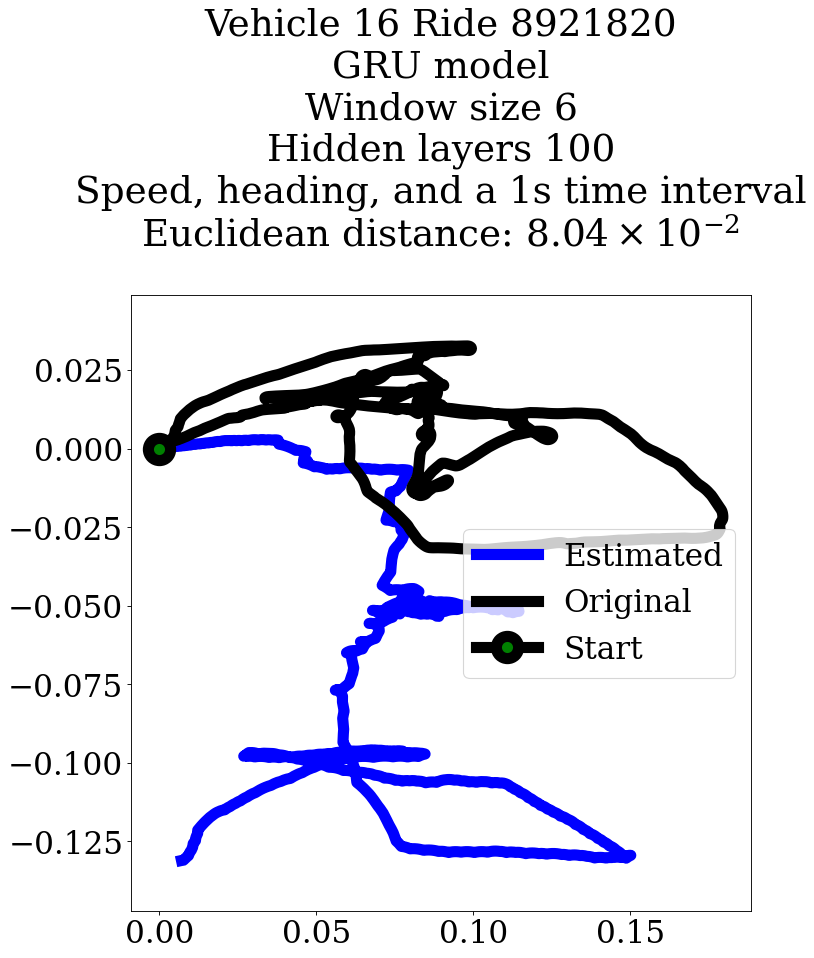 Vehicle 16 Ride 8921820
GRU model
Window size 6
Hidden layers 100
Speed, heading, and a 1s time interval
Euclidean distance: 8.04 × 10⁻²
0.025
0.000
−0.025
−0.050
−0.075
−0.100
−0.125
Estimated
Original
Start
0.00 0.05 0.10 0.15